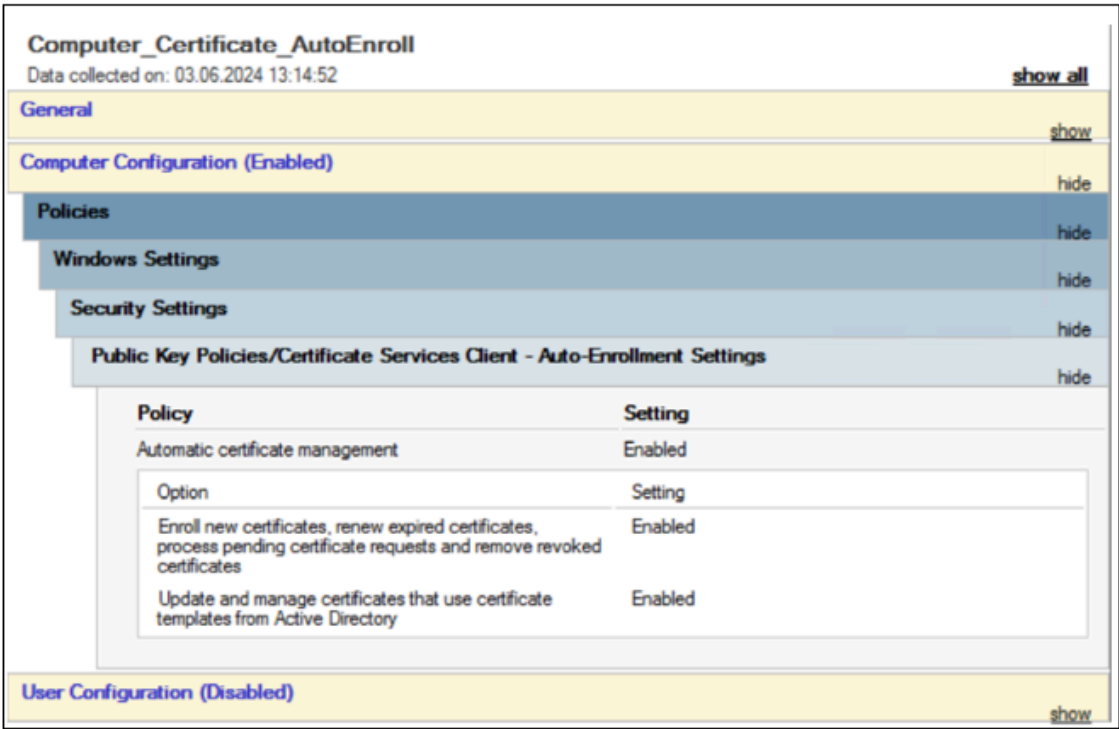 Computer_Certificate_AutoEnroll
Data collected on: 03.06.2024 13:14:52
show all
General
show
Computer Configuration (Enabled)
hide
Policies
hide
Windows Settings
hide
Security Settings
hide
Public Key Policies/Certificate Services Client - Auto-Enrollment Settings
hide
Policy Setting
Automatic certificate management Enabled
Option Setting
Enroll new certificates, renew expired certificates, Enabled
process pending certificate requests and remove revoked
certificates
Update and manage certificates that use certificate Enabled
templates from Active Directory
User Configuration (Disabled)
show